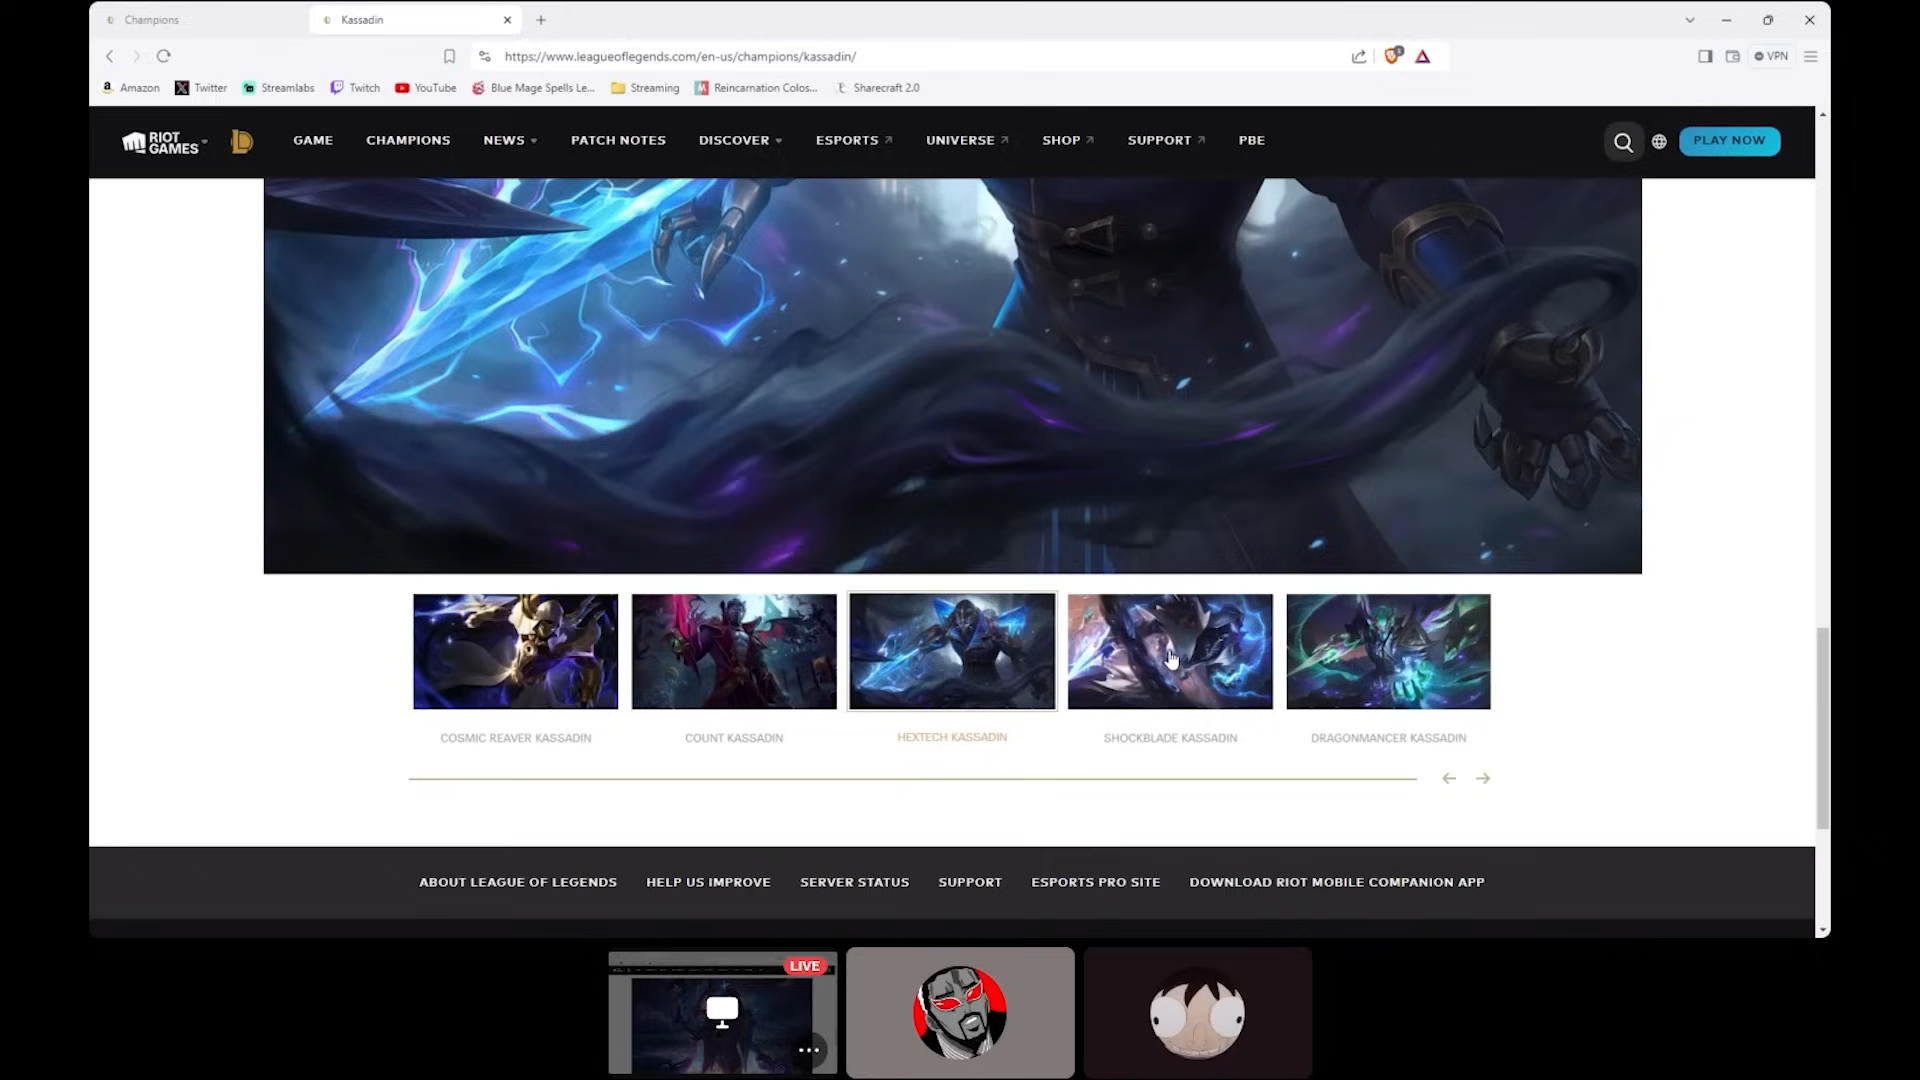 Champions
Kassadin
https://www.leagueoflegends.com/en-us/champions/kassadin/
VPN
Amazon
Twitter
Streamlabs
Twitch
YouTube
Blue Mage Spells Le...
Streaming
Reincarnation Colos...
Sharecraft 2.0
RIOT
GAMES
GAME
CHAMPIONS
NEWS
PATCH NOTES
DISCOVER
ESPORTS
UNIVERSE
SHOP
SUPPORT
PBE
PLAY NOW
COSMIC REAVER KASSADIN
COUNT KASSADIN
HEXTECH KASSADIN
SHOCKBLADE KASSADIN
DRAGONMANCER KASSADIN
ABOUT LEAGUE OF LEGENDS
HELP US IMPROVE
SERVER STATUS
SUPPORT
ESPORTS PRO SITE
DOWNLOAD RIOT MOBILE COMPANION APP
LIVE